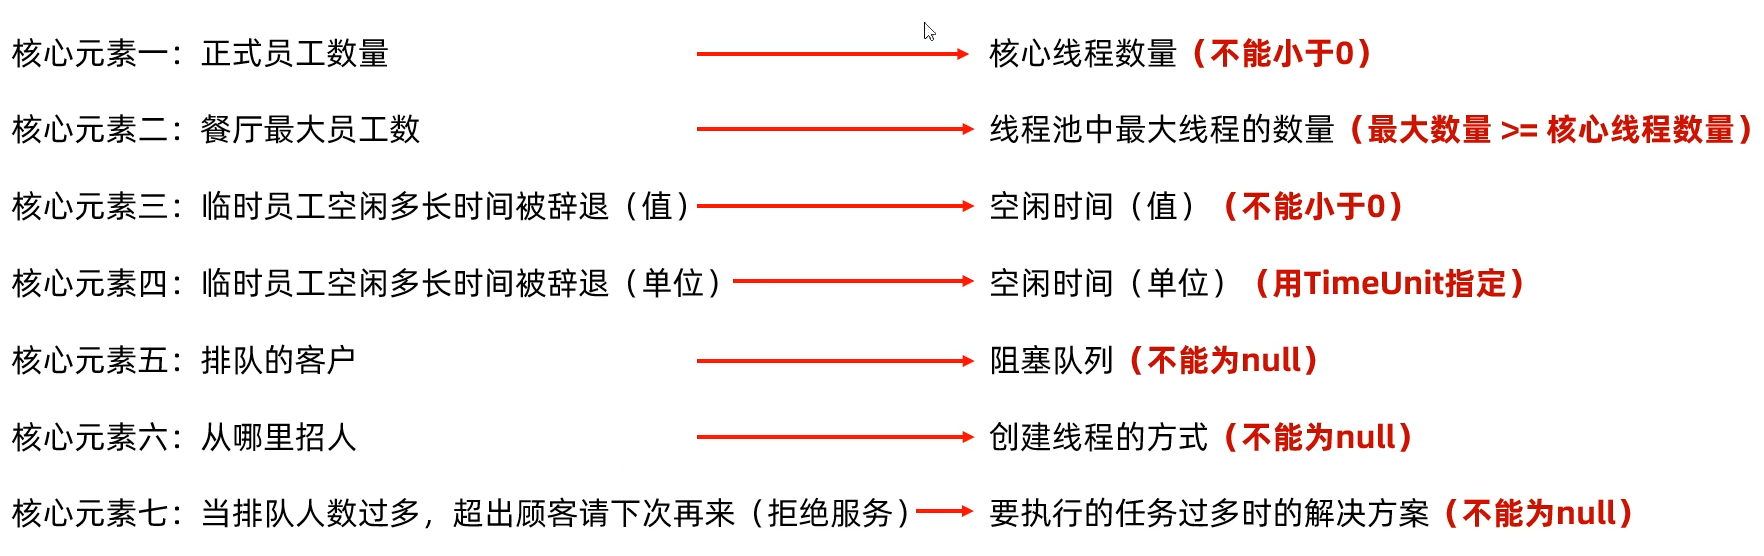 核心元素一：正式员工数量 核心线程数量（不能小于0）
核心元素二：餐厅最大员工数 线程池中最大线程的数量（最大数量 >= 核心线程数量）
核心元素三：临时员工空闲多长时间被辞退（值） 空闲时间（值）（不能小于0）
核心元素四：临时员工空闲多长时间被辞退（单位） 空闲时间（单位）（用TimeUnit指定）
核心元素五：排队的客户 阻塞队列（不能为null）
核心元素六：从哪里招人 创建线程的方式（不能为null）
核心元素七：当排队人数过多，超出顾客请下次再来（拒绝服务） 要执行的任务过多时的解决方案（不能为null）